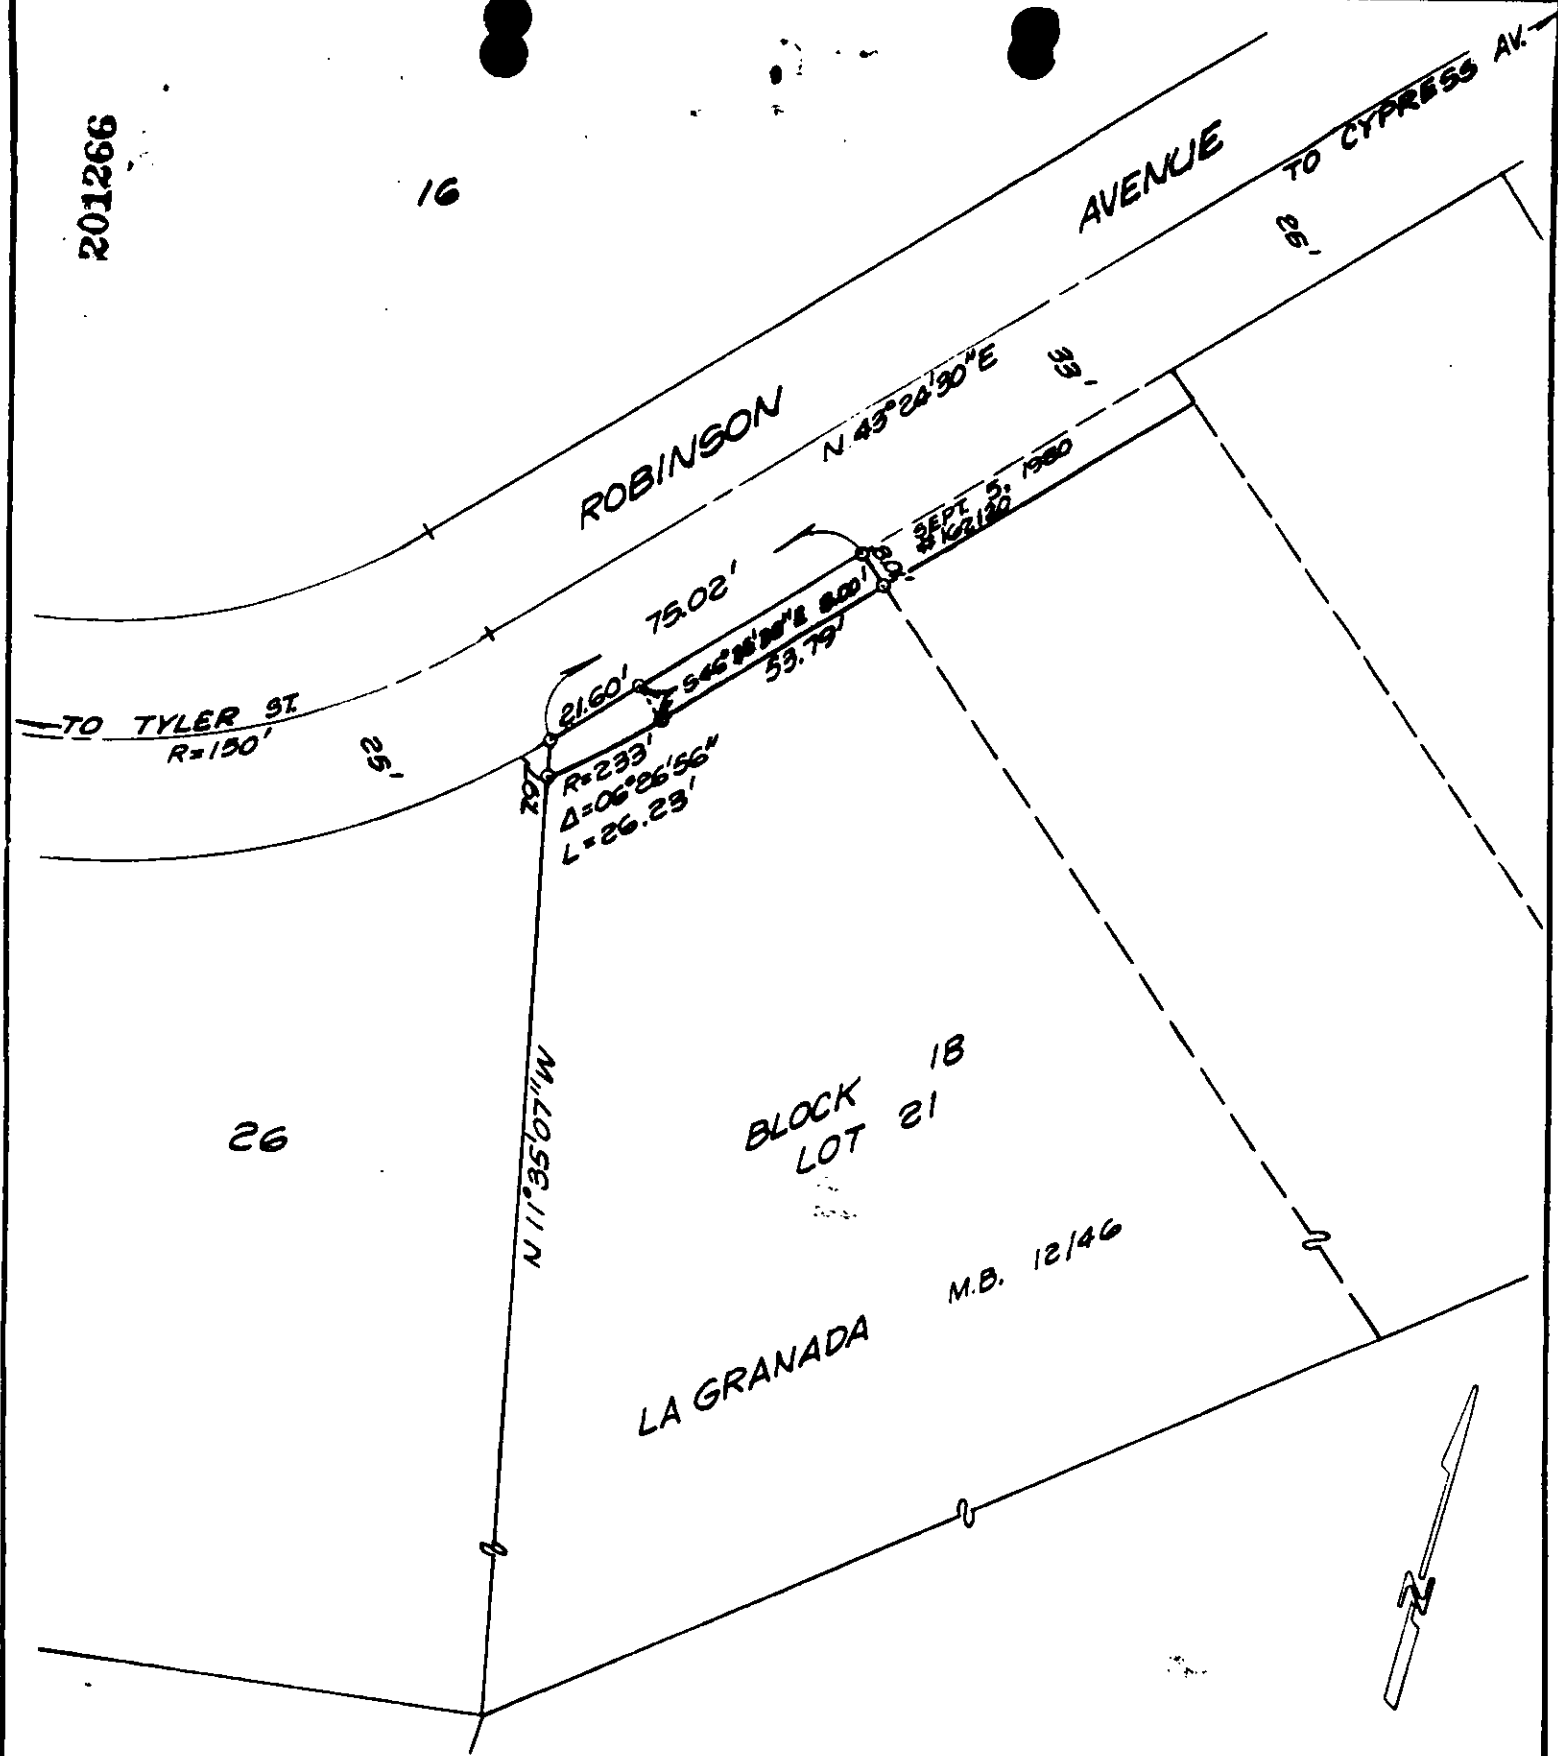 201266
16
AVENUE
TO CYPRESS AV.
25'
33'
N 43°24'30"E
ROBINSON
SEPT. 5, 1980
#162120
75.02'
8.00'
53.79'
21.60'
TO TYLER ST.
R=150'
25'
R=233'
Δ=06°26'56"
L=26.23'
BLOCK 18
LOT 21
26
N 11°35'07"W
M.B. 12/46
LA GRANADA
N